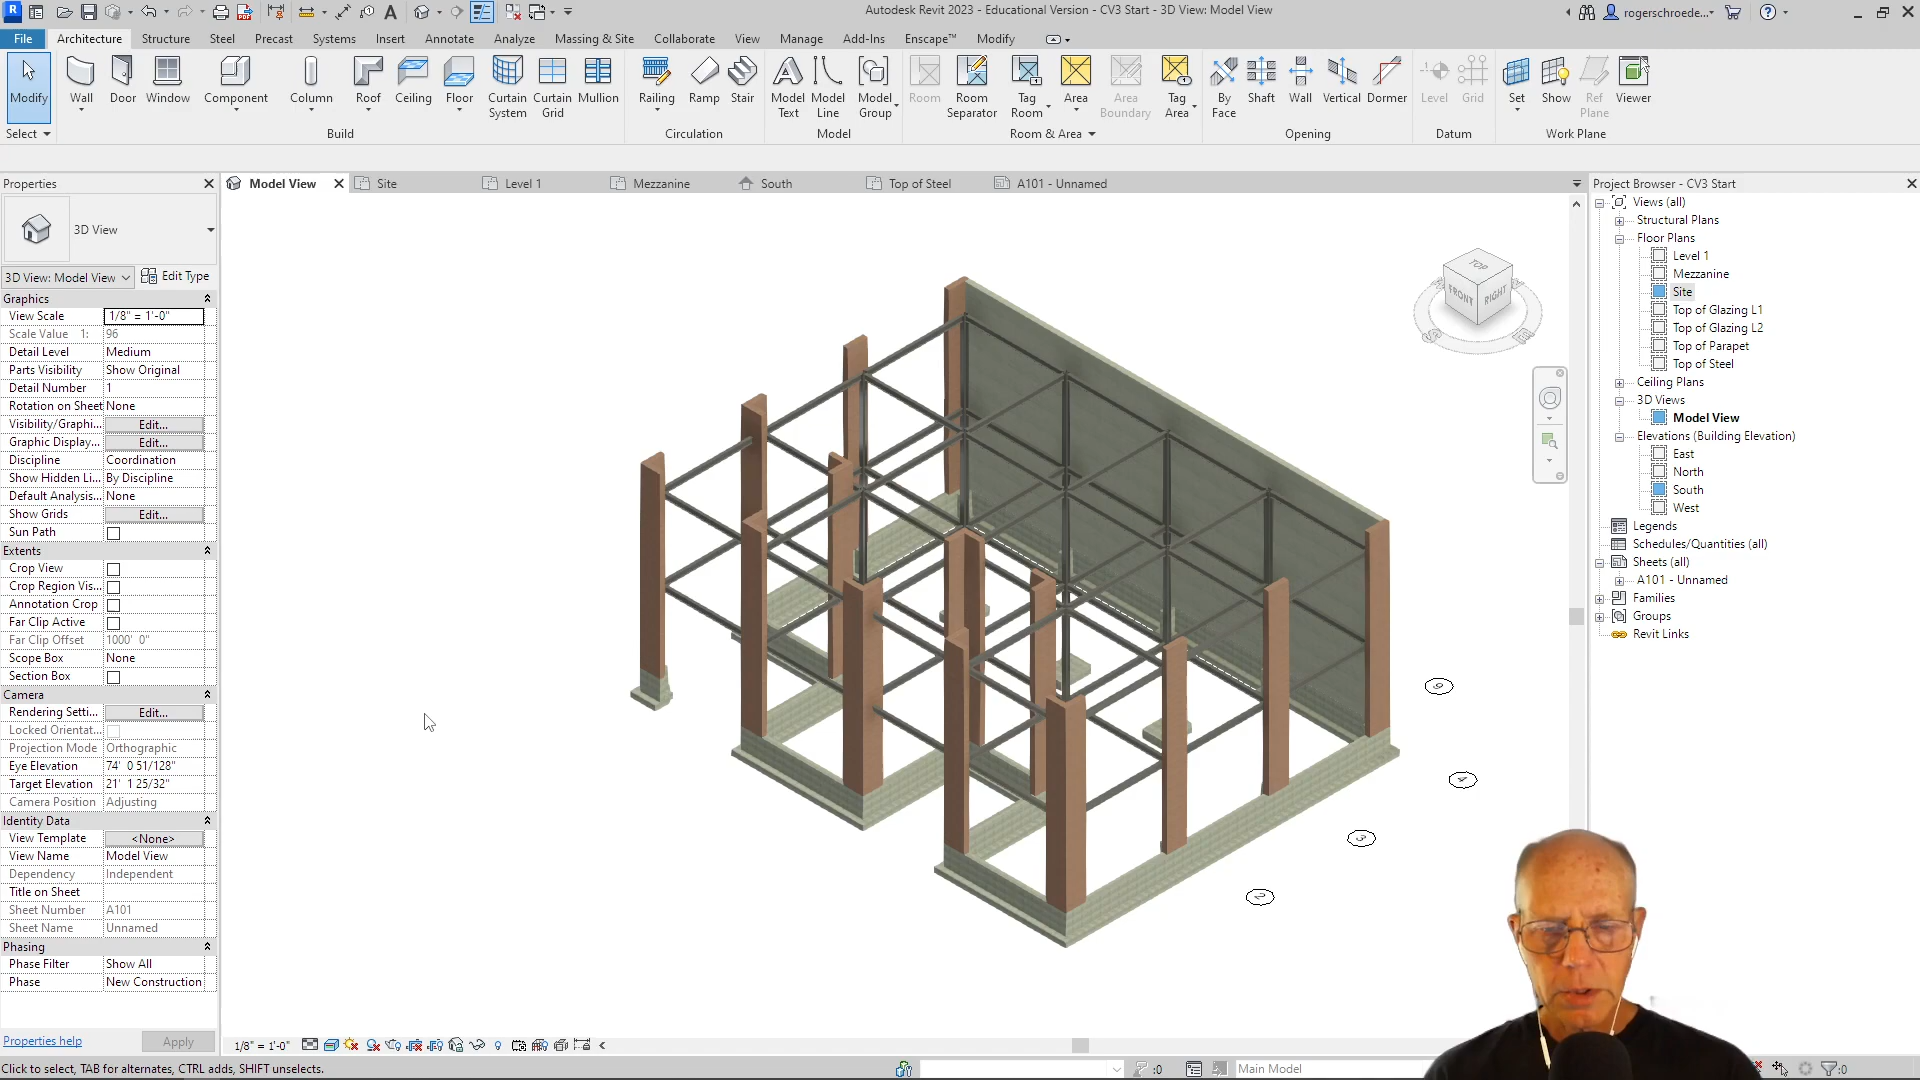 Autodesk Revit 2023 - Educational Version - CV3 Start - 3D View: Model View
rogerschroede...
File Architecture Structure Steel Precast Systems Insert Annotate Analyze Massing & Site Collaborate View Manage Add-Ins Enscape™ Modify
Modify Wall Door Window Component Column Roof Ceiling Floor Curtain System Curtain Grid Mullion Railing Ramp Stair Model Text Model Line Model Group Room Room Separator Tag Room Area Area Boundary Tag Area By Face Shaft Wall Vertical Dormer Level Grid Set Show Ref Plane Viewer
Select Build Circulation Model Room & Area Opening Datum Work Plane
Properties
Model View Site Level 1 Mezzanine South Top of Steel A101 - Unnamed
3D View
3D View: Model View Edit Type
Graphics
View Scale 1/8" = 1'-0"
Scale Value 1: 96
Detail Level Medium
Parts Visibility Show Original
Detail Number 1
Rotation on Sheet None
Visibility/Graphi... Edit...
Graphic Display... Edit...
Discipline Coordination
Show Hidden Li... By Discipline
Default Analysis... None
Show Grids Edit...
Sun Path
Extents
Crop View
Crop Region Vis...
Annotation Crop
Far Clip Active
Far Clip Offset 1000' 0"
Scope Box None
Section Box
Camera
Rendering Setti... Edit...
Locked Orientat...
Projection Mode Orthographic
Eye Elevation 74' 0 51/128"
Target Elevation 21' 1 25/32"
Camera Position Adjusting
Identity Data
View Template <None>
View Name Model View
Dependency Independent
Title on Sheet
Sheet Number A101
Sheet Name Unnamed
Phasing
Phase Filter Show All
Phase New Construction
Properties help Apply
TOP
FRONT RIGHT
S E
4
3
2
Project Browser - CV3 Start
Views (all)
Structural Plans
Floor Plans
Level 1
Mezzanine
Site
Top of Glazing L1
Top of Glazing L2
Top of Parapet
Top of Steel
Ceiling Plans
3D Views
Model View
Elevations (Building Elevation)
East
North
South
West
Legends
Schedules/Quantities (all)
Sheets (all)
A101 - Unnamed
Families
Groups
Revit Links
1/8" = 1'-0"
Click to select, TAB for alternates, CTRL adds, SHIFT unselects.
:0
Main Model
:0